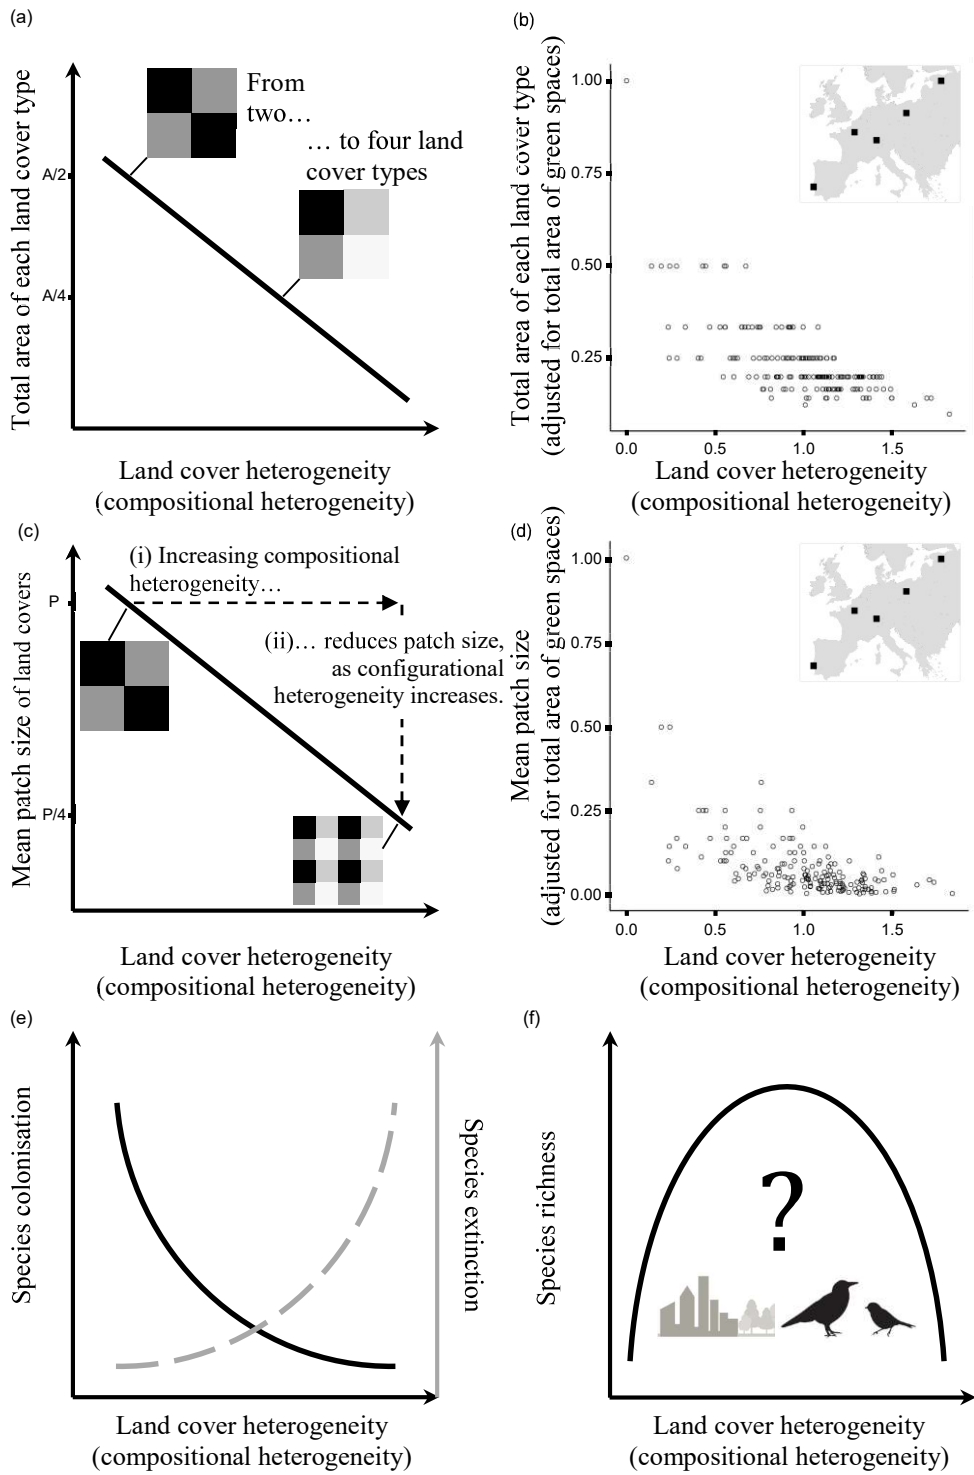 (a)
Total area of each land cover type
A/2
A/4
From
two…
… to four land
cover types
Land cover heterogeneity
(compositional heterogeneity)
(b)
Total area of each land cover type
(adjusted for total area of green spaces)
1.00
0.75
0.50
0.25
0.0
0.5
1.0
1.5
Land cover heterogeneity
(compositional heterogeneity)
(c)
Mean patch size of land covers
P
P/4
(i) Increasing compositional
heterogeneity…
(ii)… reduces patch size,
as configurational
heterogeneity increases.
Land cover heterogeneity
(compositional heterogeneity)
(d)
Mean patch size
(adjusted for total area of green spaces)
1.00
0.75
0.50
0.25
0.00
0.0
0.5
1.0
1.5
Land cover heterogeneity
(compositional heterogeneity)
(e)
Species colonisation
Species extinction
Land cover heterogeneity
(compositional heterogeneity)
(f)
Species richness
?
Land cover heterogeneity
(compositional heterogeneity)